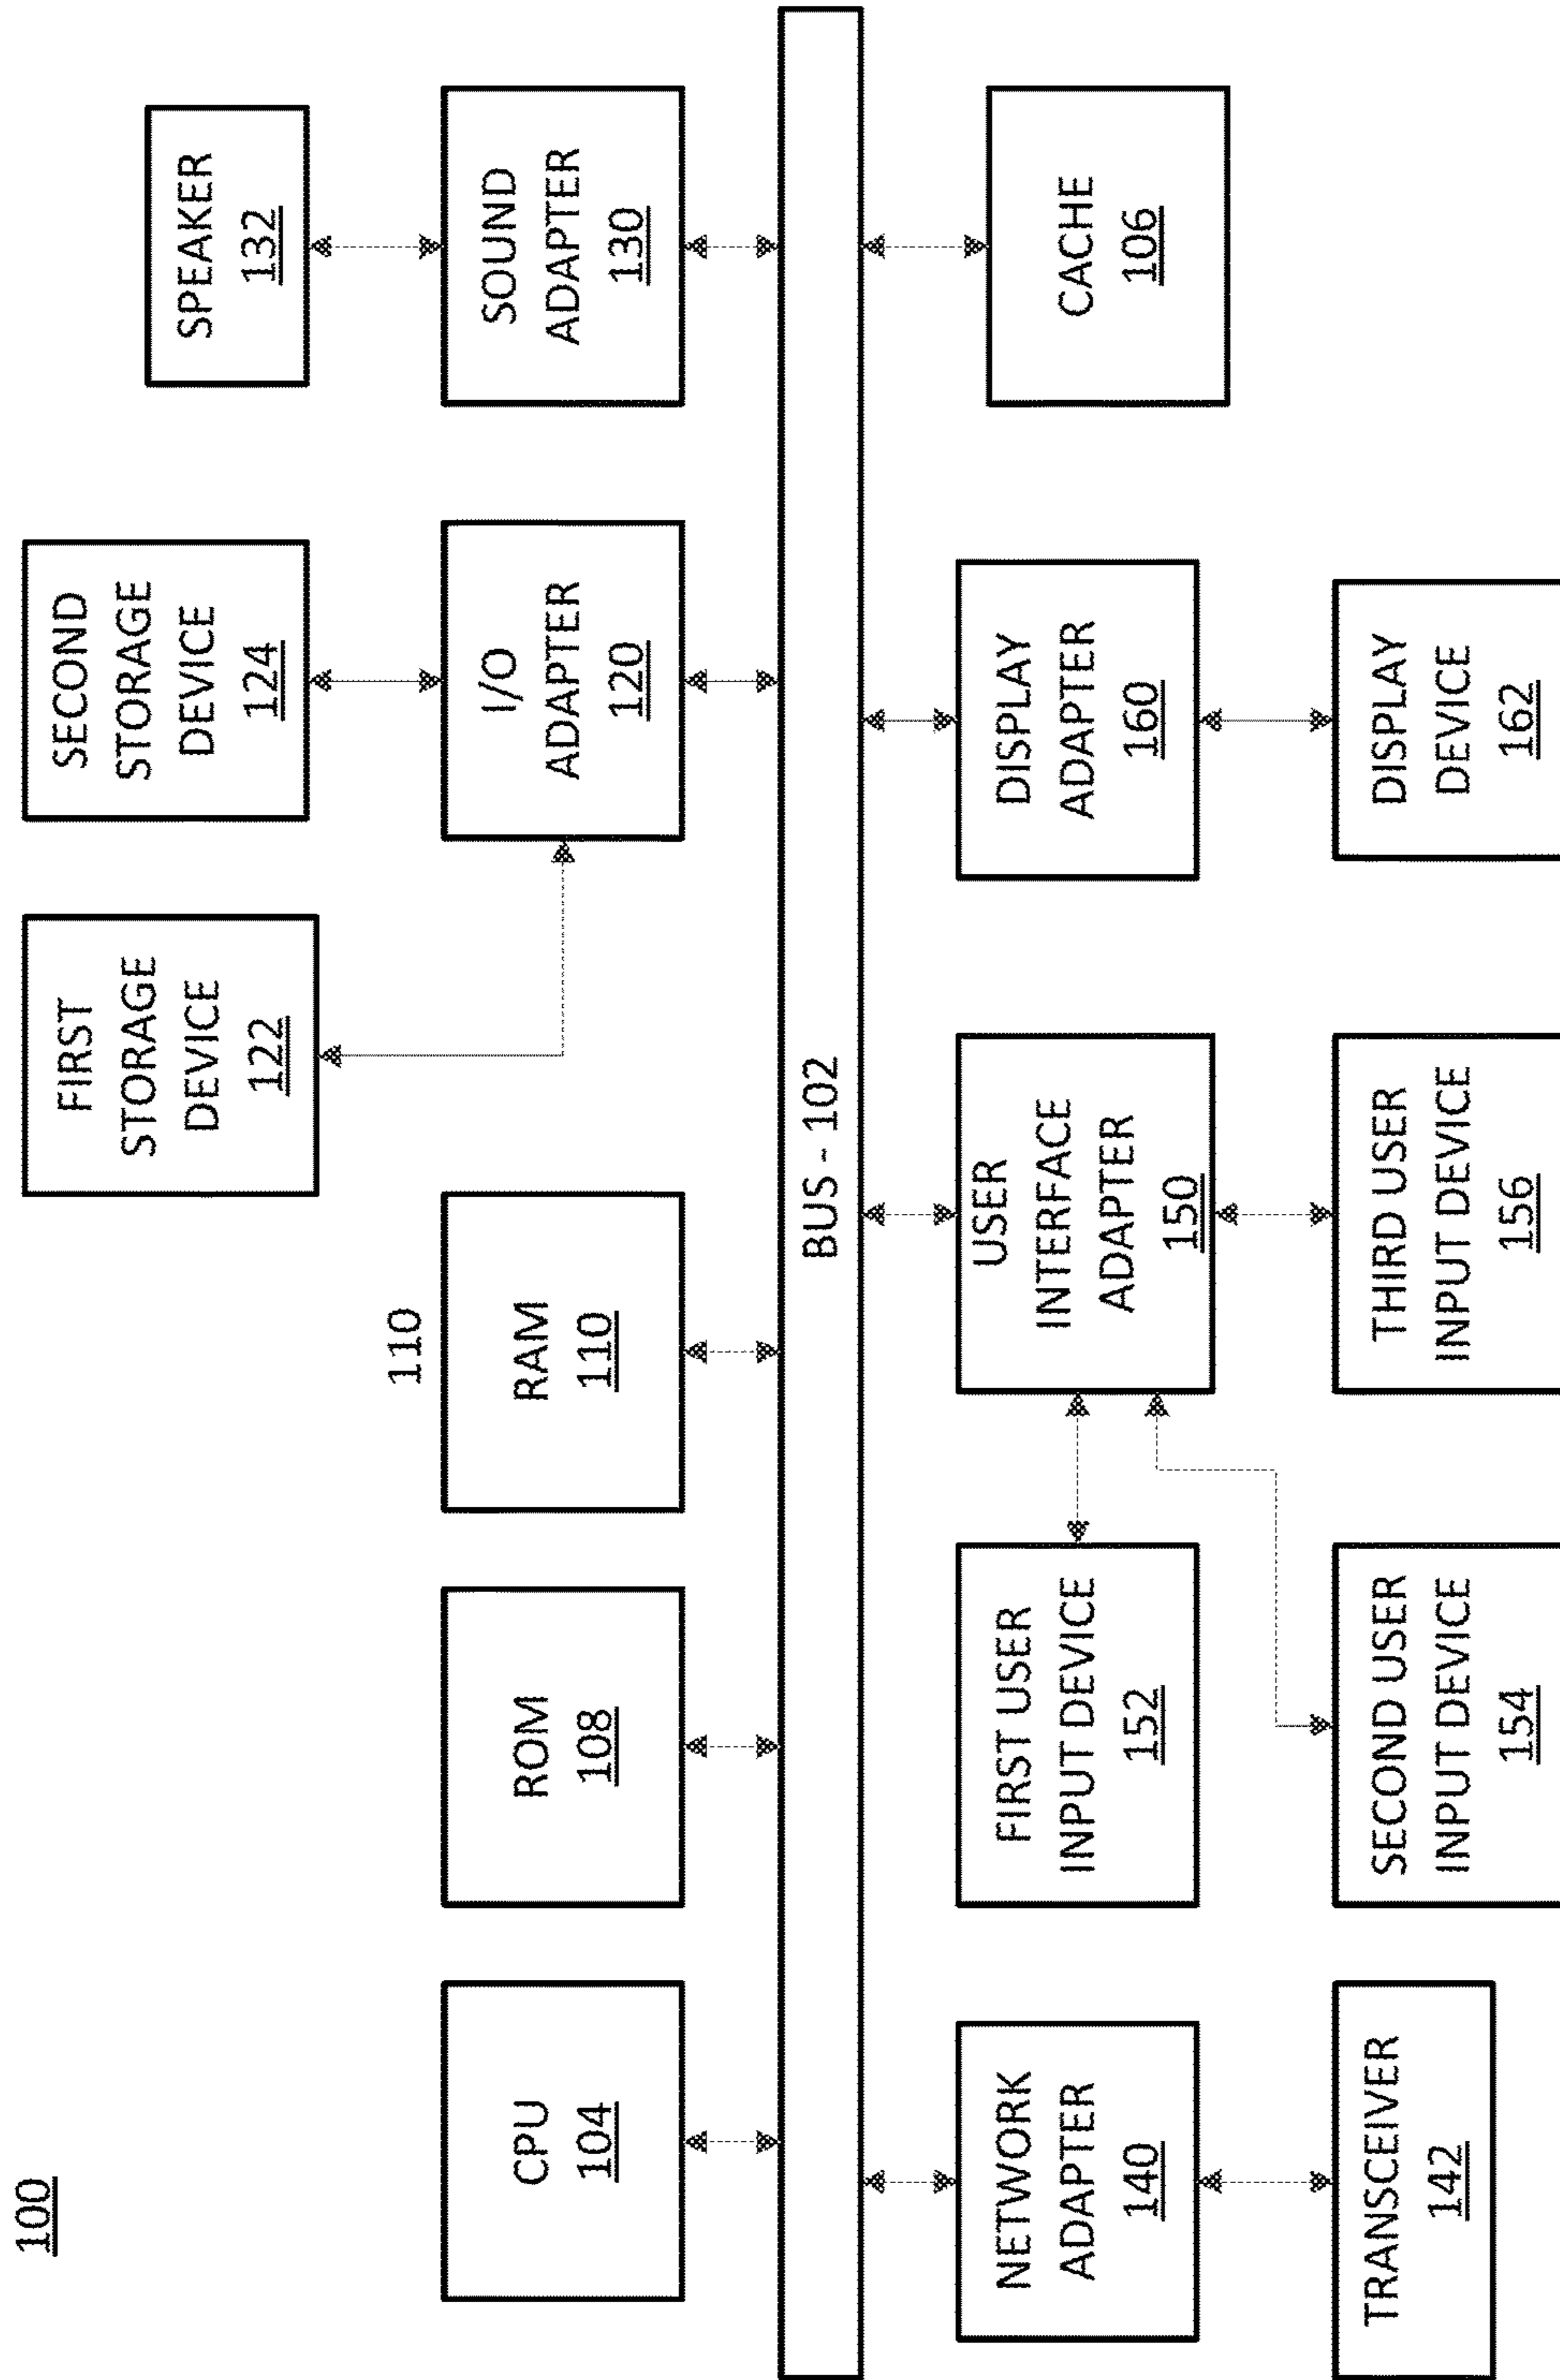 100
CPU
104
ROM
108
110
RAM
110
FIRST
STORAGE
DEVICE
122
SECOND
STORAGE
DEVICE
124
I/O
ADAPTER
120
SPEAKER
132
SOUND
ADAPTER
130
BUS - 102
NETWORK
ADAPTER
140
TRANSCEIVER
142
FIRST USER
INPUT DEVICE
152
SECOND USER
INPUT DEVICE
154
USER
INTERFACE
ADAPTER
150
THIRD USER
INPUT DEVICE
156
DISPLAY
ADAPTER
160
DISPLAY
DEVICE
162
CACHE
106